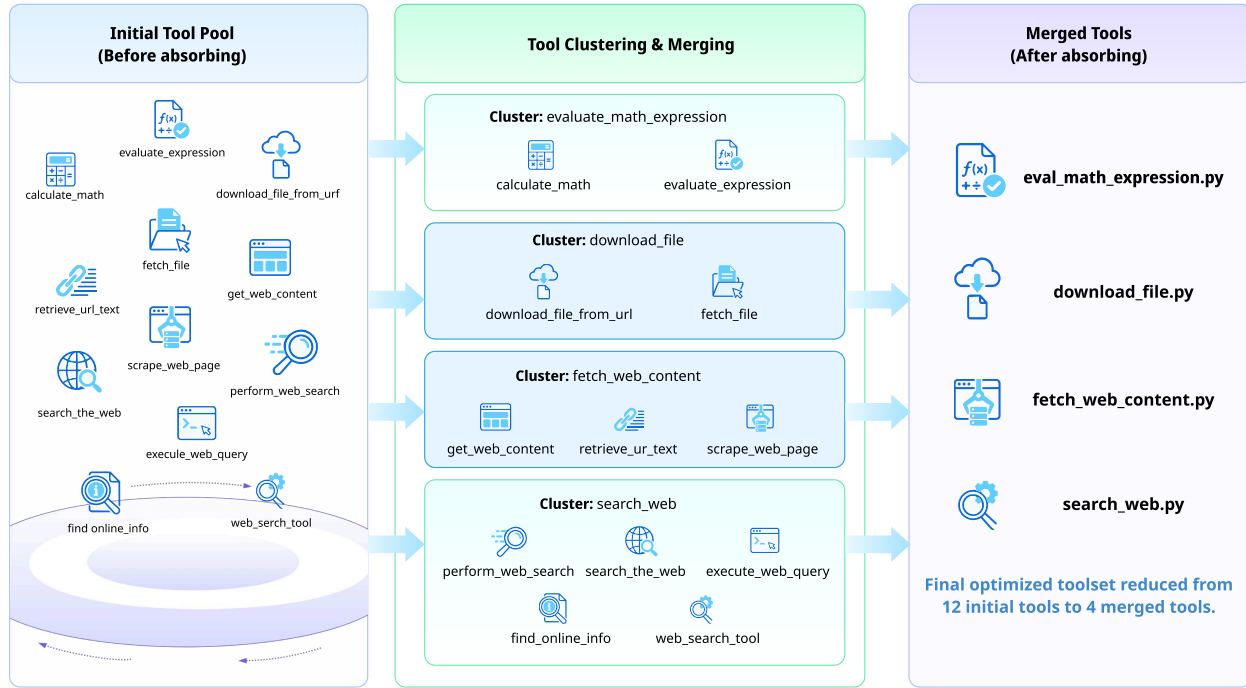 Initial Tool Pool
(Before absorbing)
evaluate_expression
calculate_math
download_file_from_urf
fetch_file
get_web_content
retrieve_url_text
scrape_web_page
perform_web_search
search_the_web
execute_web_query
find online_info
web_serch_tool
Tool Clustering & Merging
Cluster: evaluate_math_expression
calculate_math
evaluate_expression
Cluster: download_file
download_file_from_url
fetch_file
Cluster: fetch_web_content
get_web_content
retrieve_ur_text
scrape_web_page
Cluster: search_web
perform_web_search
search_the_web
execute_web_query
find_online_info
web_search_tool
Merged Tools
(After absorbing)
f(x)
eval_math_expression.py
download_file.py
fetch_web_content.py
search_web.py
Final optimized toolset reduced from
12 initial tools to 4 merged tools.